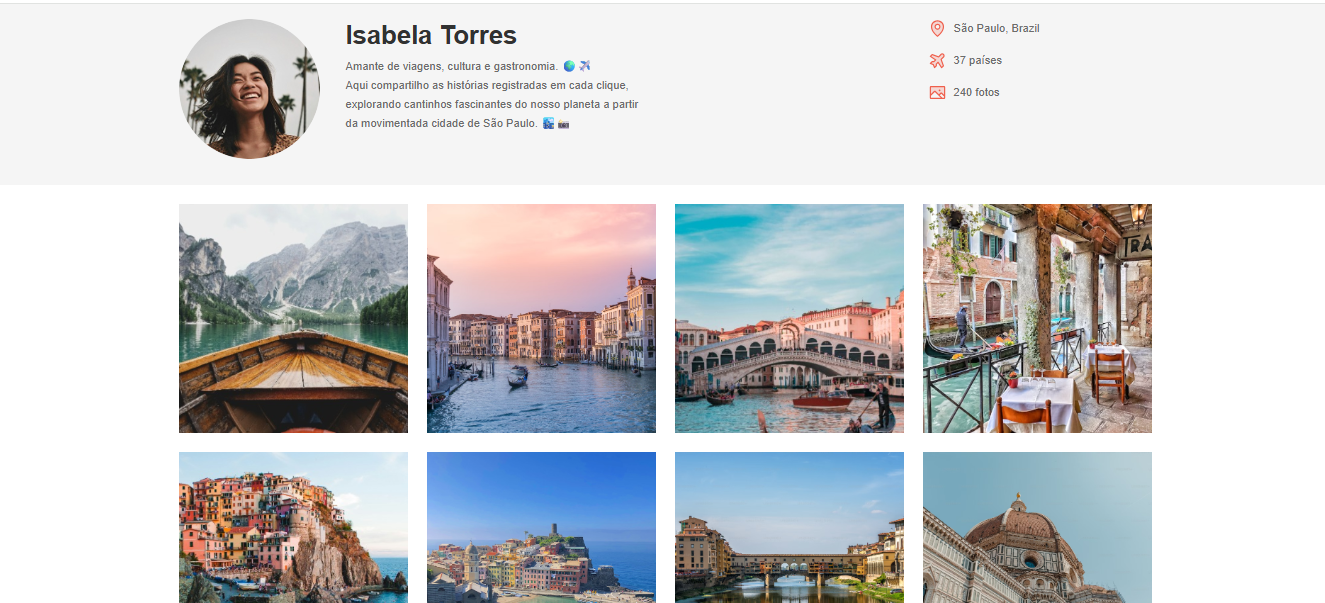 Isabela Torres
Amante de viagens, cultura e gastronomia. 🌏 ✈️
Aqui compartilho as histórias registradas em cada clique,
explorando cantinhos fascinantes do nosso planeta a partir
da movimentada cidade de São Paulo. 🏙️ 📸
São Paulo, Brazil
37 países
240 fotos
RA